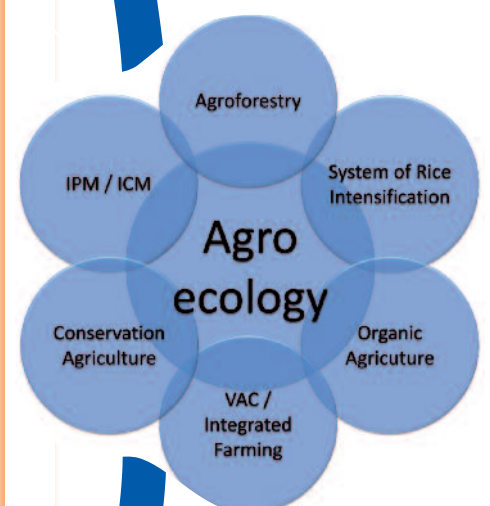 Agroforestry
IPM / ICM
System of Rice
Intensification
Agro
ecology
Conservation
Agriculture
Organic
Agricuture
VAC /
Integrated
Farming